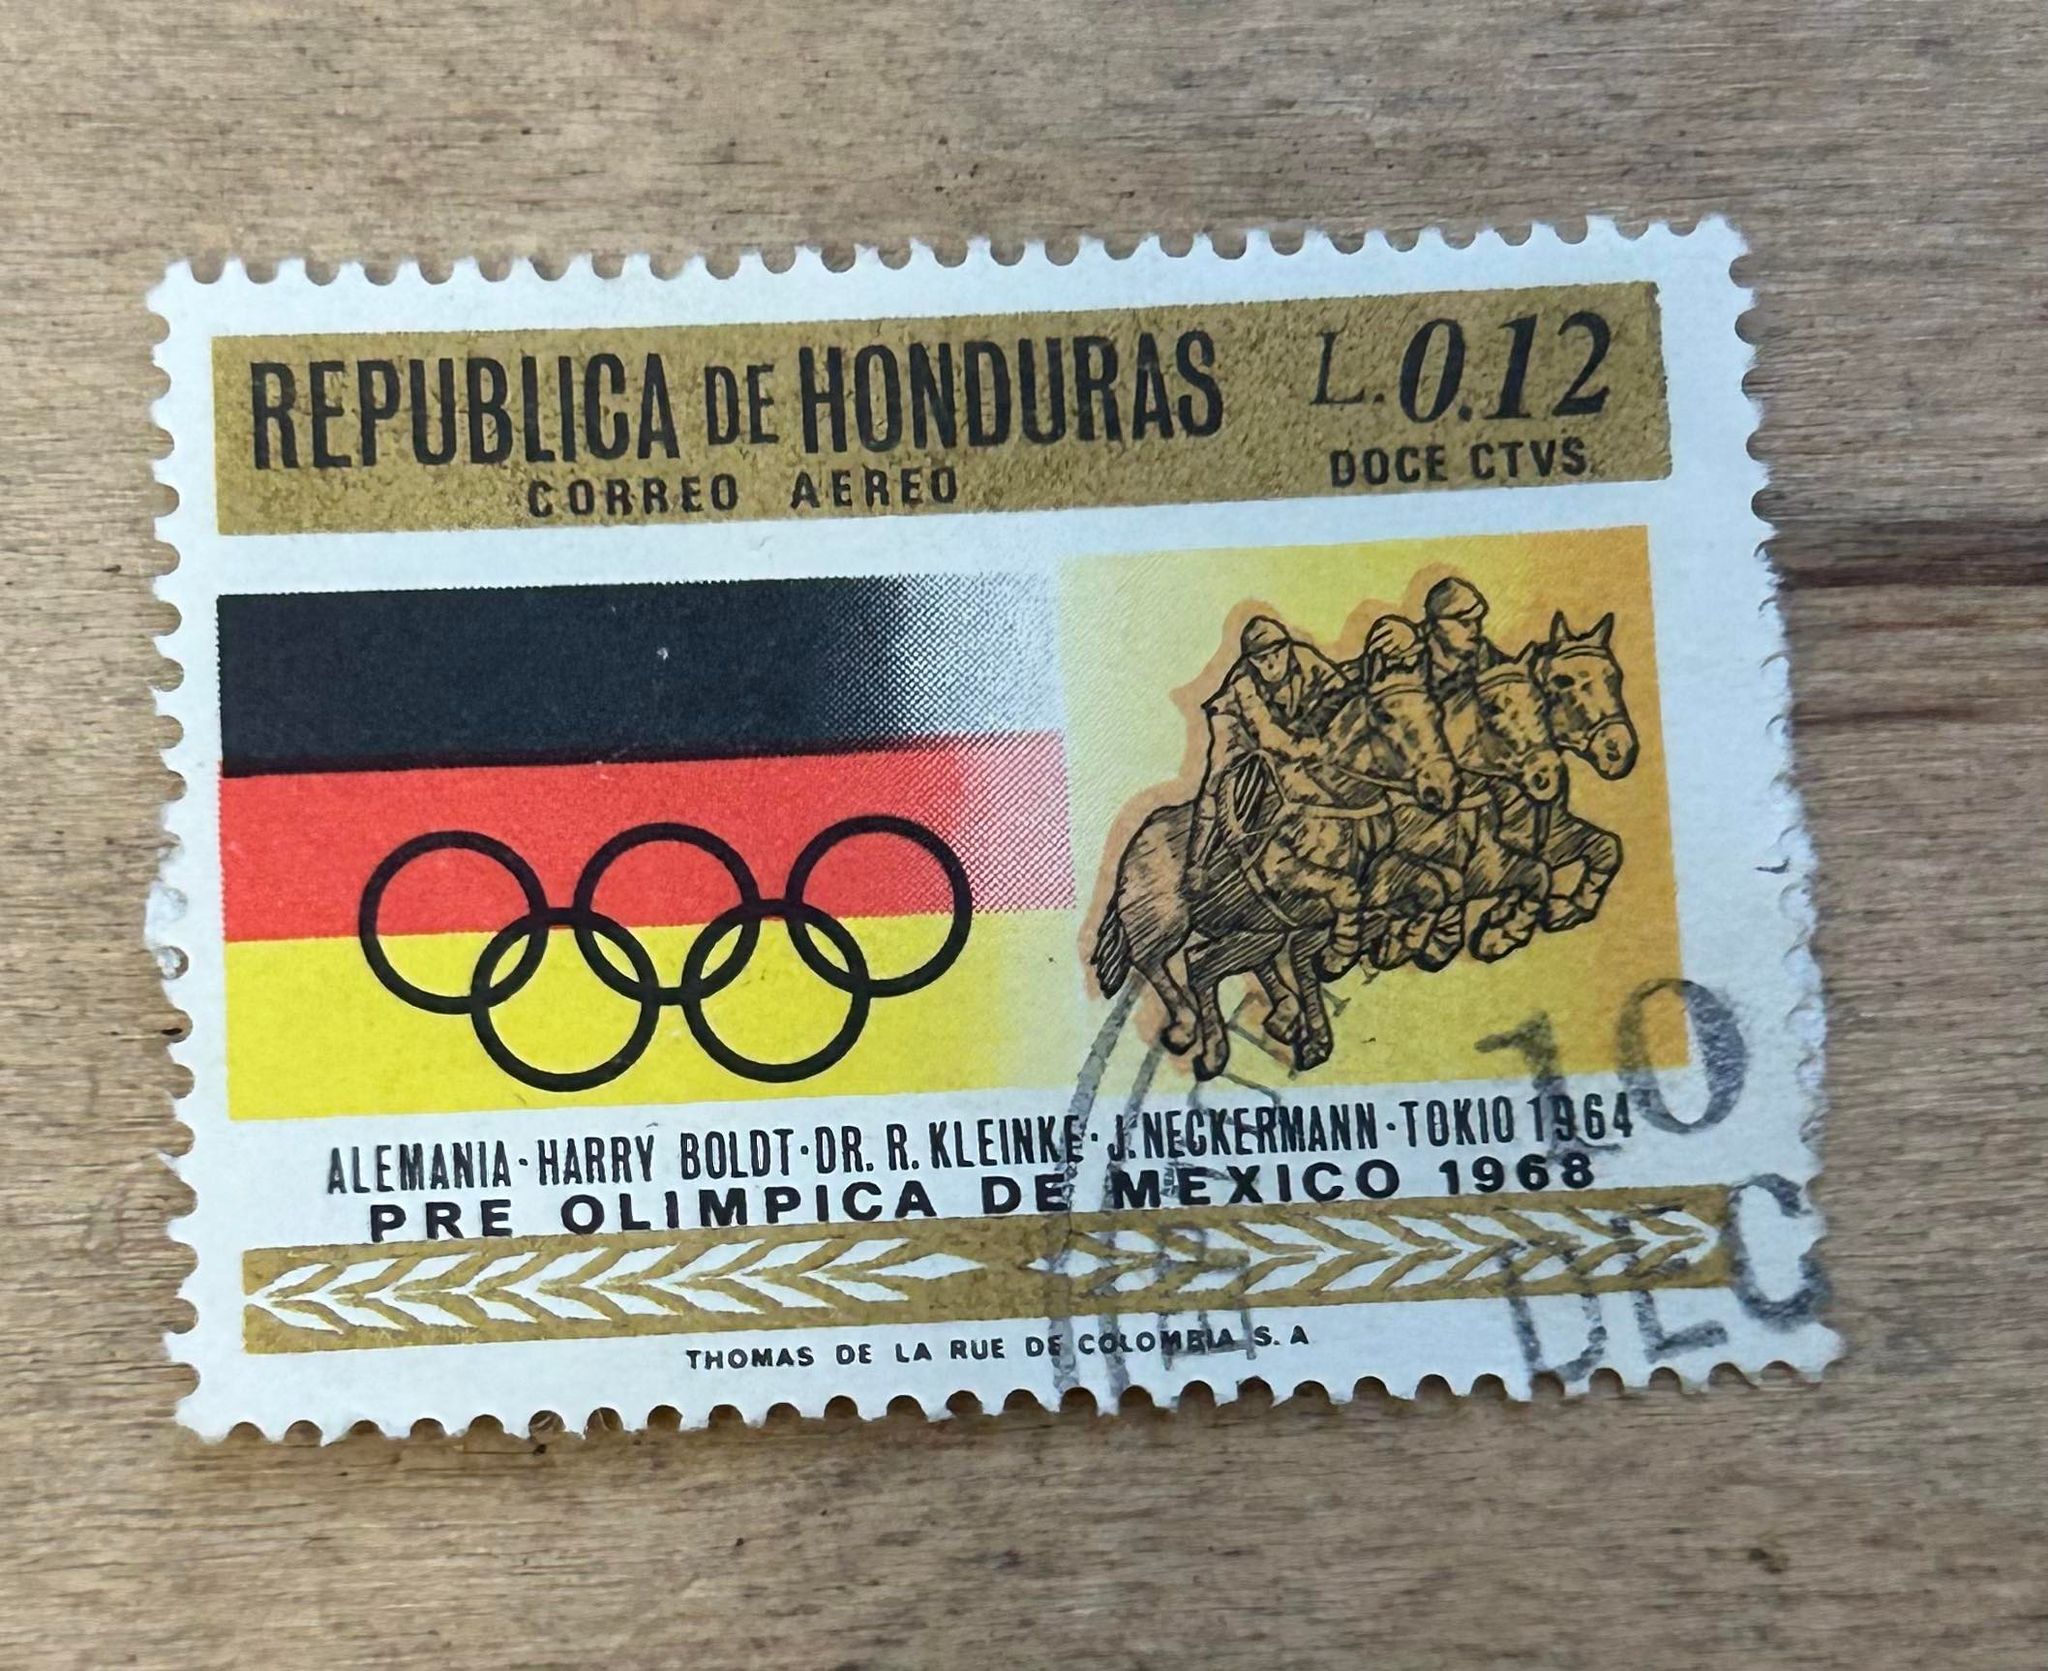 REPUBLICA DE HONDURAS L.0.12
CORREO AEREO DOCE CTVS.
ALEMANIA · HARRY BOLDT · DR. R. KLEINKE · J. NECKERMANN · TOKIO 1964
PRE OLIMPICA DE MEXICO 1968
THOMAS DE LA RUE DE COLOMBIA S. A
10
DEC